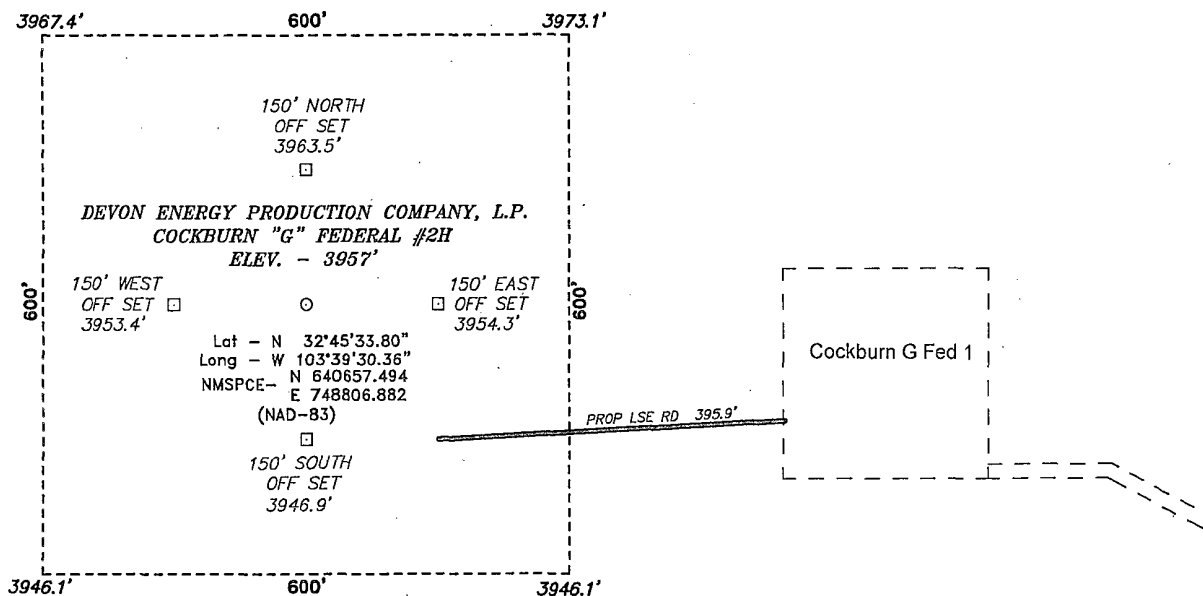 3967.4'
600'
3973.1'
150' NORTH
OFF SET
3963.5'
DEVON ENERGY PRODUCTION COMPANY, L.P.
COCKBURN "G" FEDERAL #2H
ELEV. - 3957'
150' WEST
OFF SET
3953.4'
150' EAST
OFF SET
3954.3'
600'
600'
Lat - N 32°45'33.80"
Long - W 103°39'30.36"
NMSPCE- N 640657.494
E 748806.882
(NAD-83)
Cockburn G Fed 1
PROP LSE RD 395.9'
150' SOUTH
OFF SET
3946.9'
3946.1'
600'
3946.1'